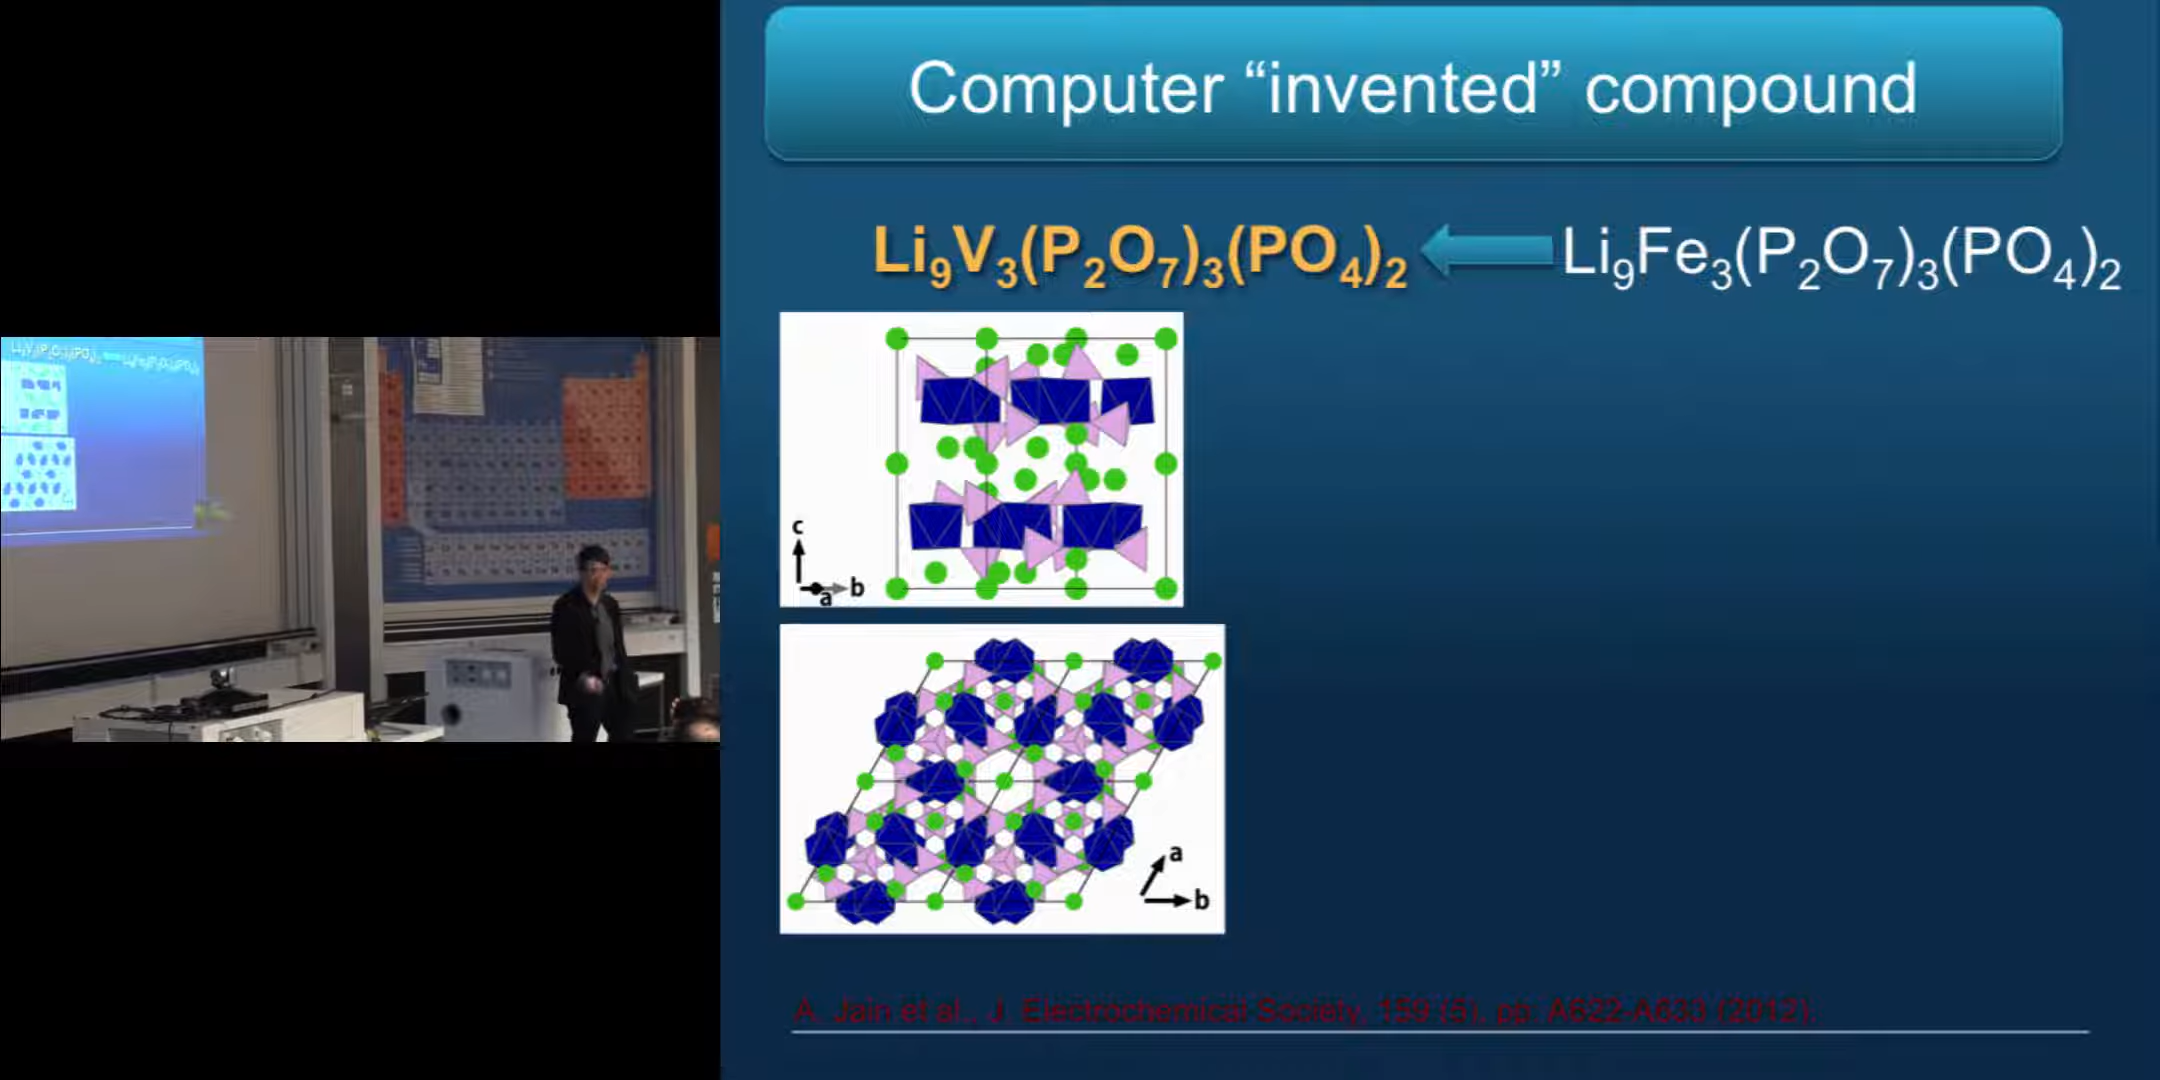 Computer “invented” compound
Li9V3(P2O7)3(PO4)2 Li9Fe3(P2O7)3(PO4)2
c
a b
a
b
A. Jain et al., J. Electrochemical Society, 159 (5), pp. A622-A633 (2012).